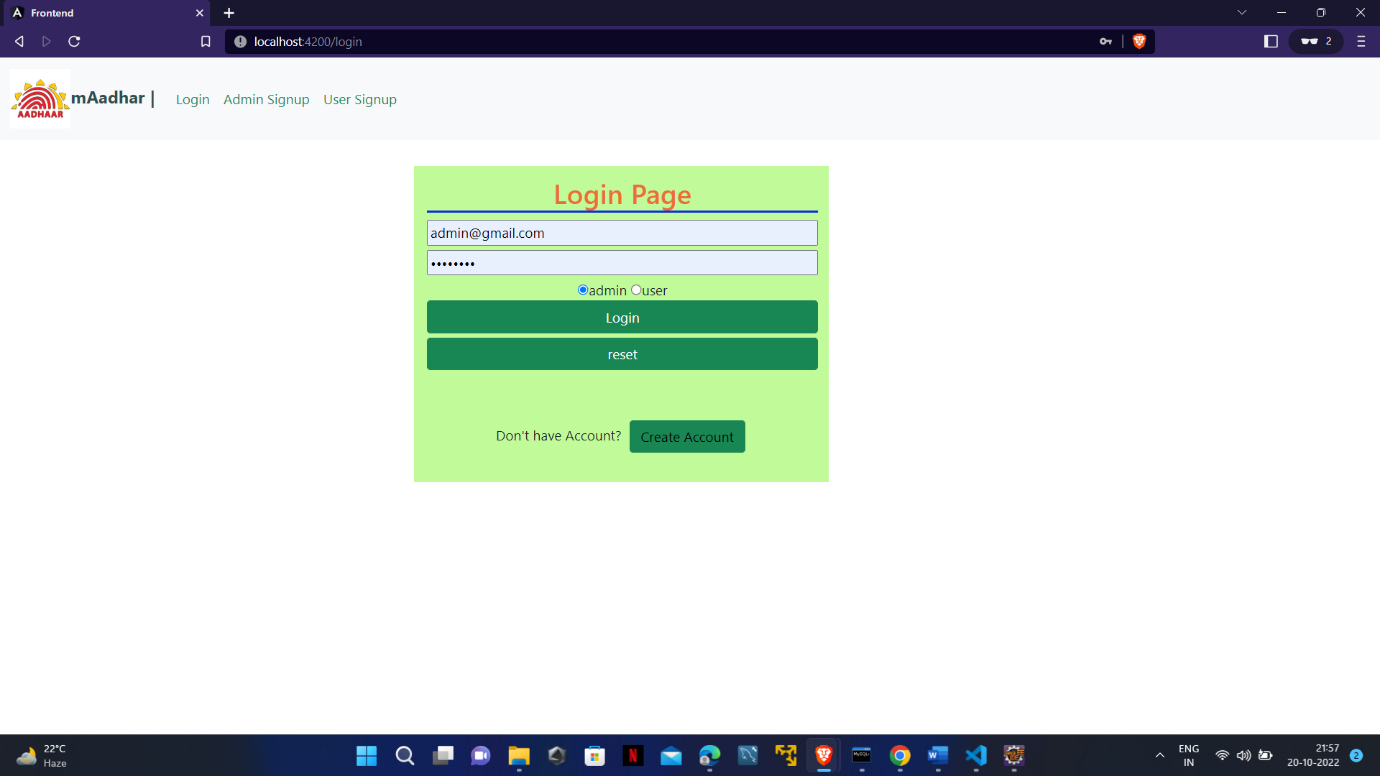 Frontend
localhost:4200/login
2
AADHAAR
mAadhar |
Login
Admin Signup
User Signup
Login Page
admin@gmail.com
••••••••
admin
user
Login
reset
Don't have Account?
Create Account
22°C
Haze
N
MySQL
W
ENG
IN
21:57
20-10-2022
2